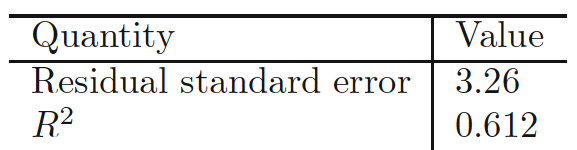 Quantity Value
Residual standard error 3.26
R² 0.612